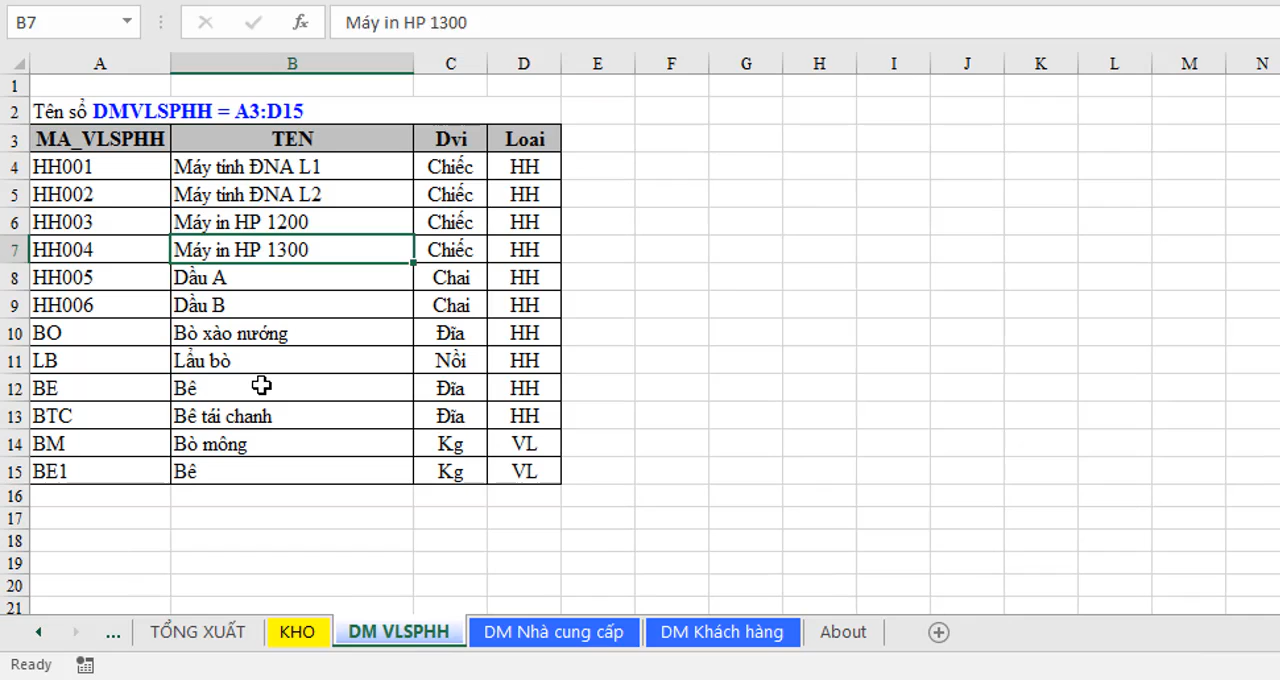 B7 fx Máy in HP 1300
A B C D E F G H I J K L M N
1
2 Tên sổ DMVLSPHH = A3:D15
3 MA_VLSPHH TEN Dvi Loai
4 HH001 Máy tính ĐNA L1 Chiếc HH
5 HH002 Máy tính ĐNA L2 Chiếc HH
6 HH003 Máy in HP 1200 Chiếc HH
7 HH004 Máy in HP 1300 Chiếc HH
8 HH005 Dầu A Chai HH
9 HH006 Dầu B Chai HH
10 BO Bò xào nướng Đĩa HH
11 LB Lẩu bò Nồi HH
12 BE Bê Đĩa HH
13 BTC Bê tái chanh Đĩa HH
14 BM Bò mông Kg VL
15 BE1 Bê Kg VL
16
17
18
19
20
21
... TỔNG XUẤT KHO DM VLSPHH DM Nhà cung cấp DM Khách hàng About
Ready